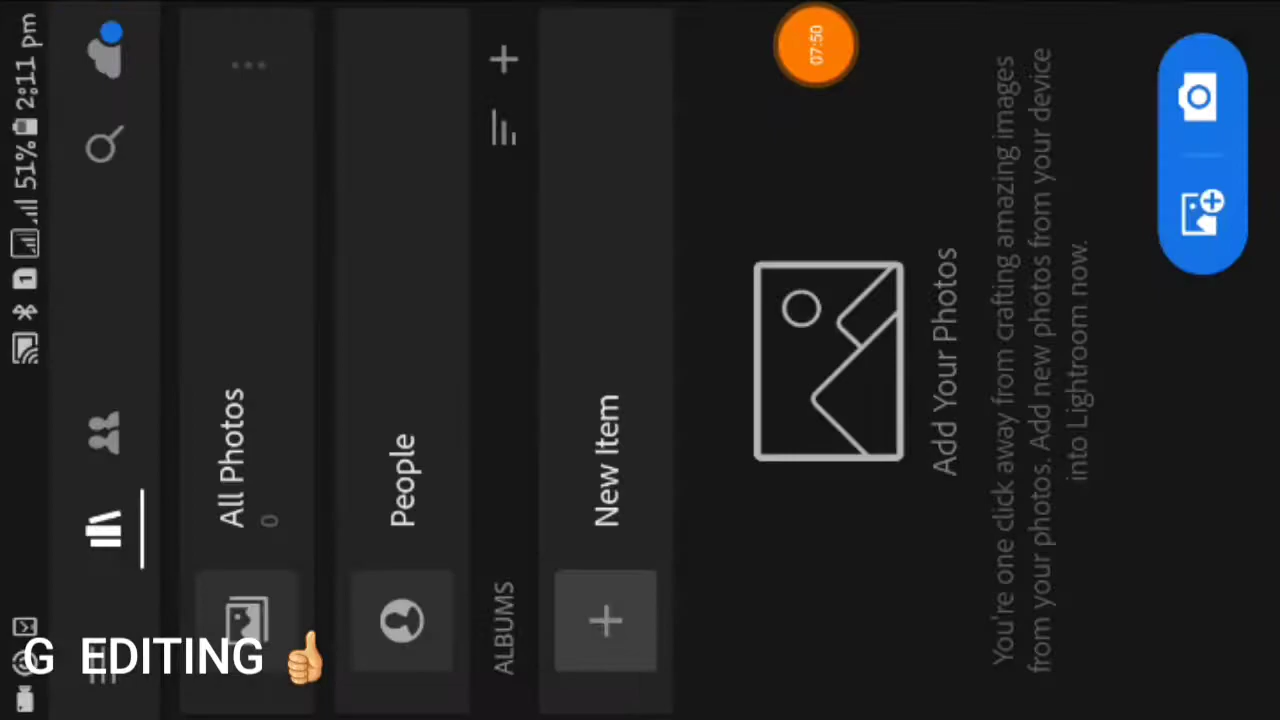 1 51% 2:11 pm
All Photos
0
People
ALBUMS
New Item
07:50
Add Your Photos
You're one click away from crafting amazing images
from your photos. Add new photos from your device
into Lightroom now.
G EDITING 👍